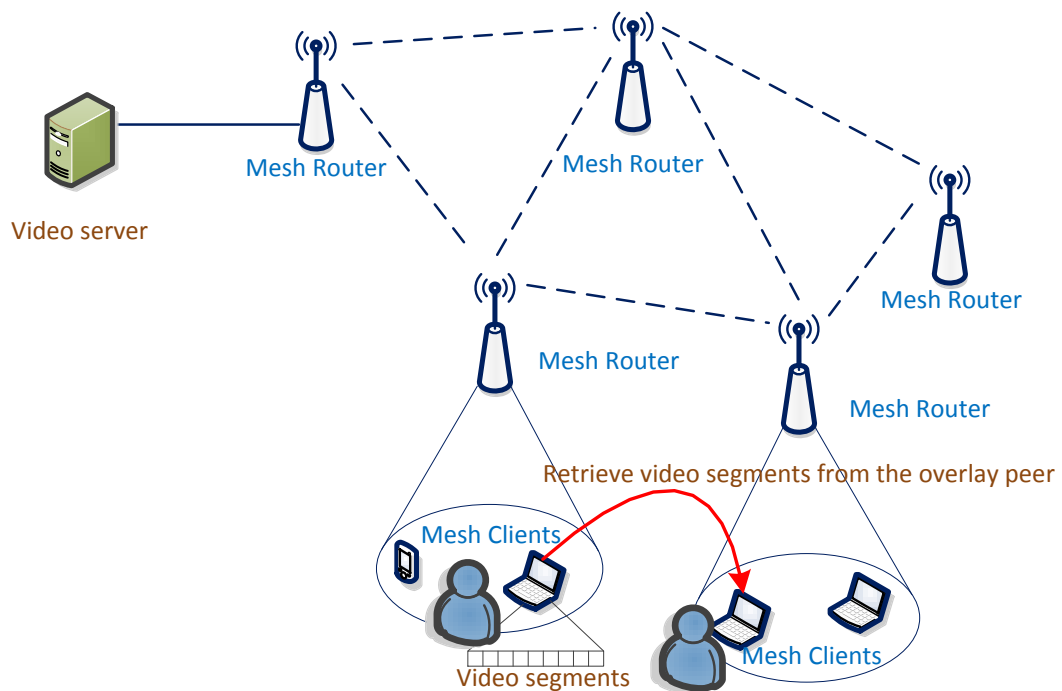 Mesh Router
Mesh Router
Video server
Mesh Router
Mesh Router
Mesh Router
Retrieve video segments from the overlay peer
Mesh Clients
Mesh Clients
Video segments